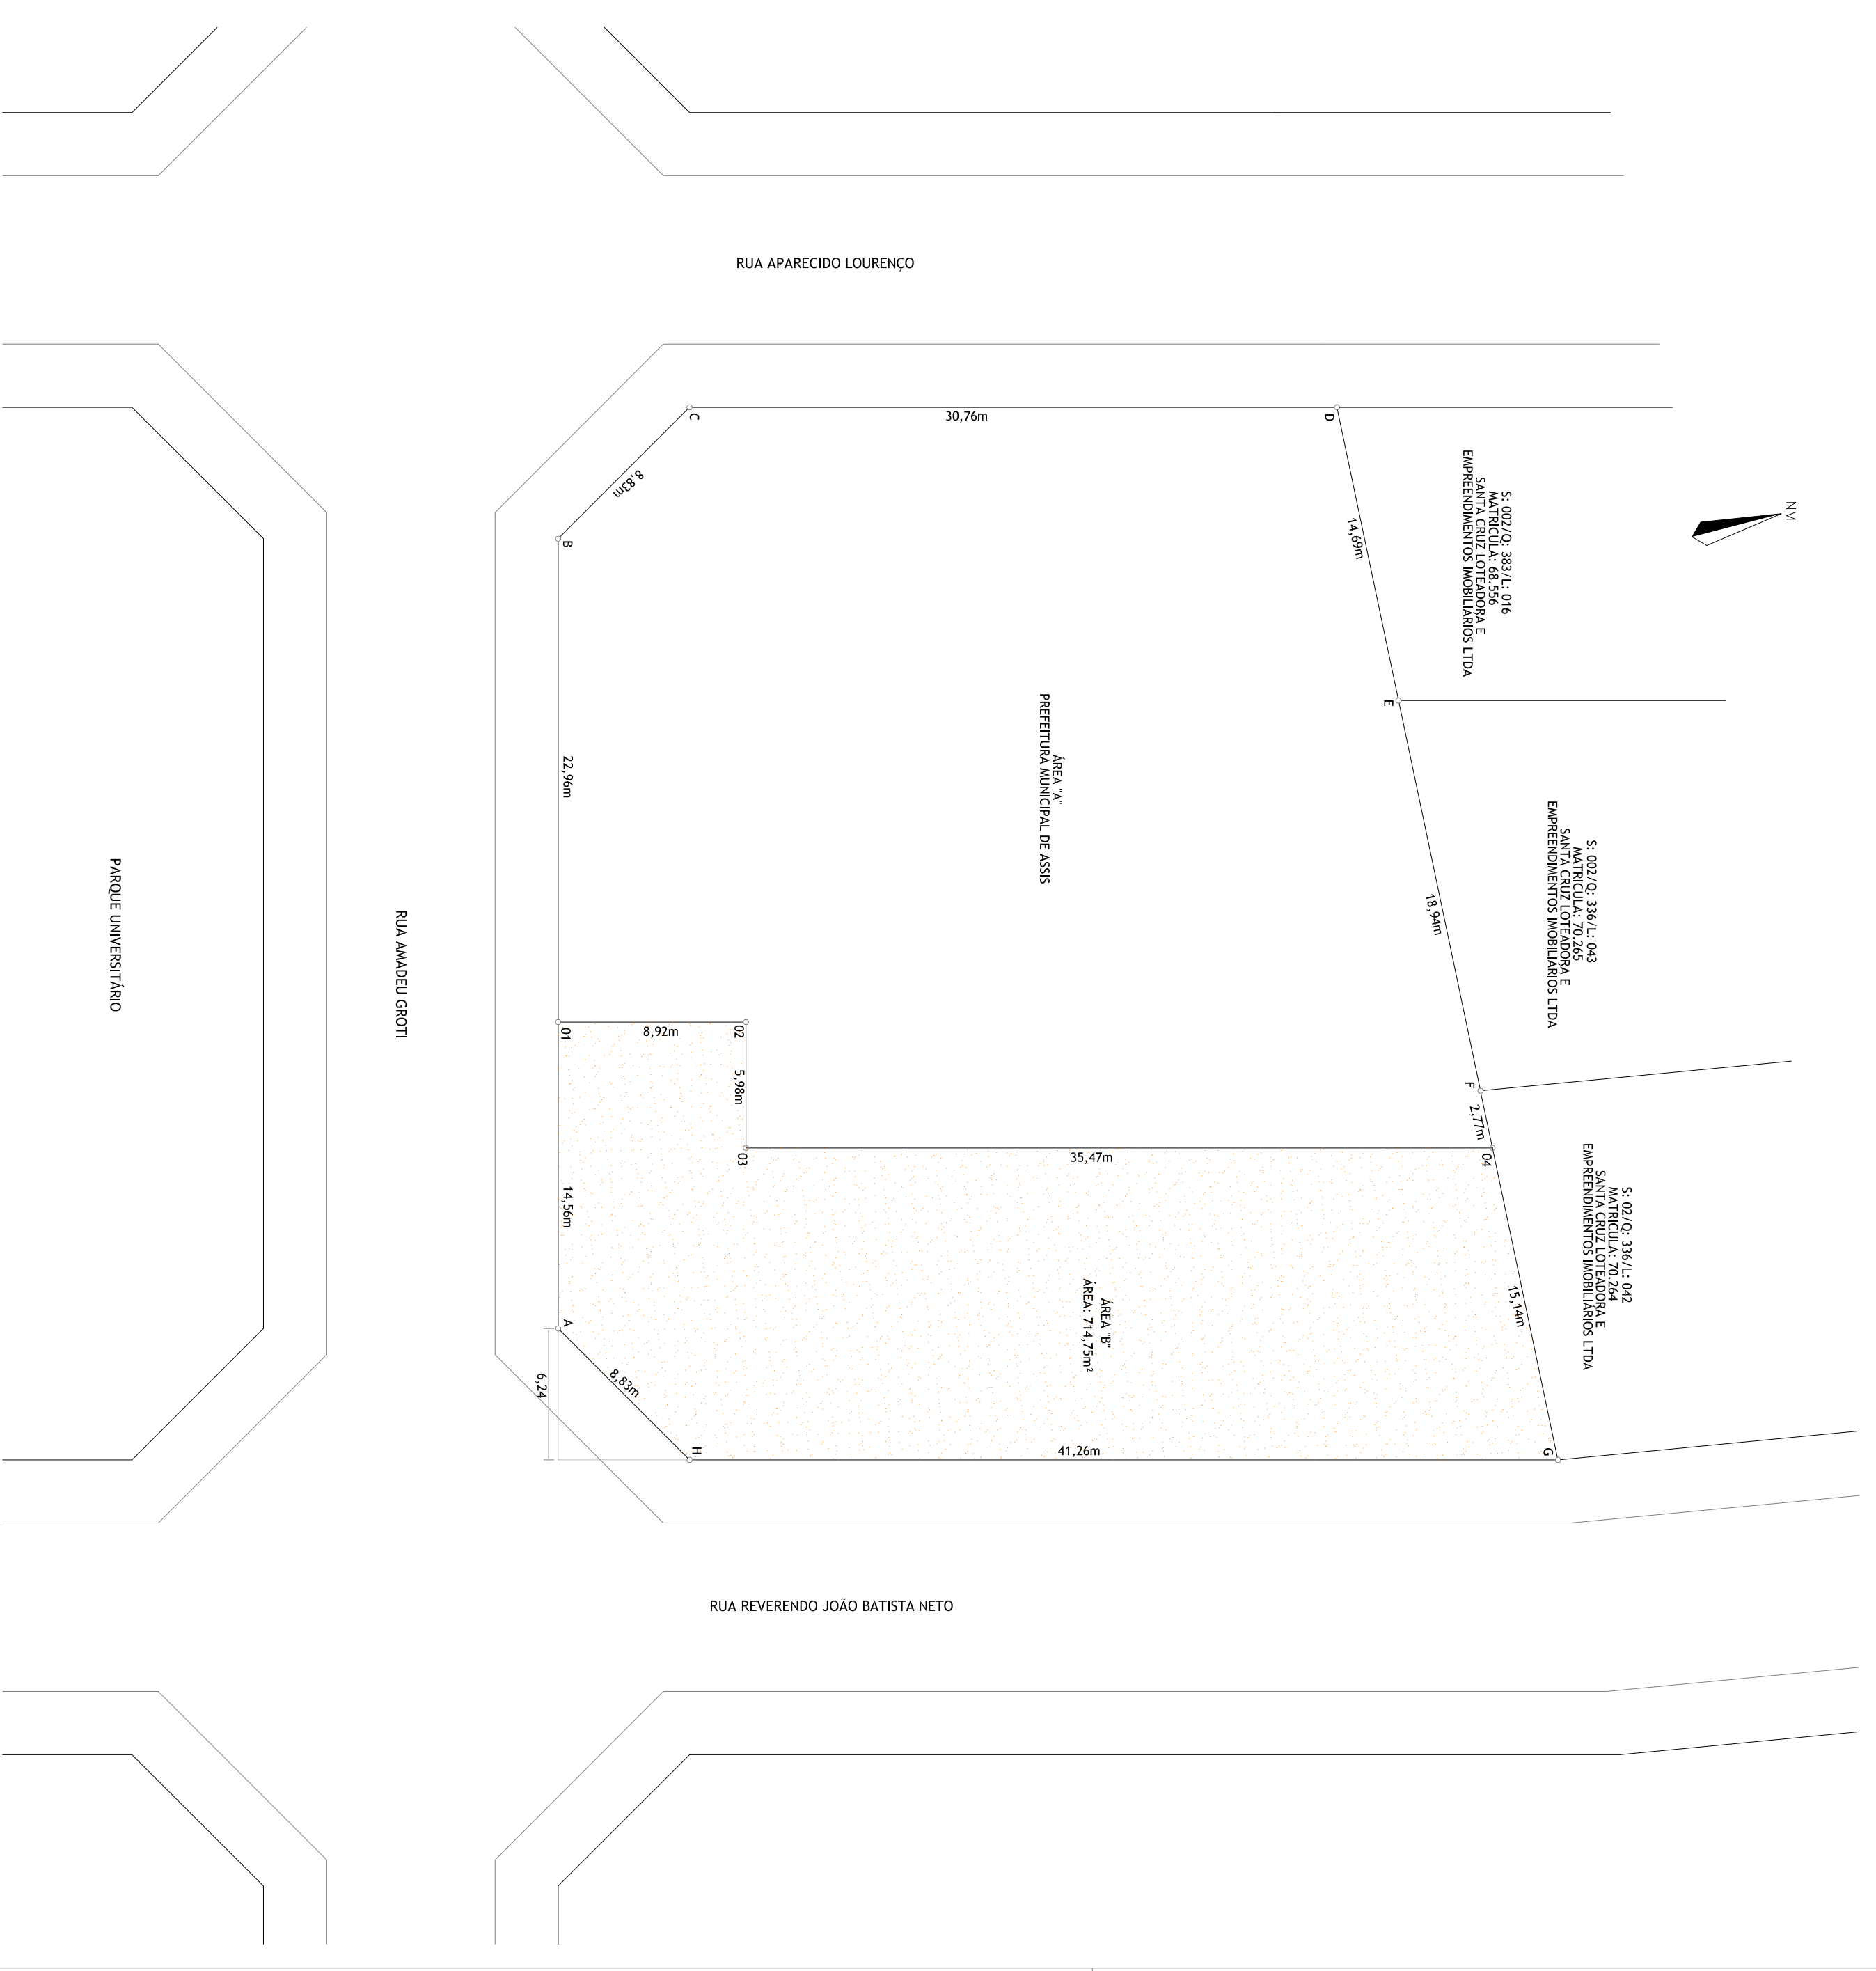 RUA APARECIDO LOURENÇO
C
30,76m
D
8,83m
B
14,69m
S: 002/Q: 383/L: 016
MATRICULA: 68.556
SANTA CRUZ LOTEADORA E
EMPREENDIMENTOS IMOBILIÁRIOS LTDA
NM
E
22,96m
ÁREA "A"
PREFEITURA MUNICIPAL DE ASSIS
18,94m
S: 002/Q: 336/L: 043
MATRICULA: 70.265
SANTA CRUZ LOTEADORA E
EMPREENDIMENTOS IMOBILIÁRIOS LTDA
PARQUE UNIVERSITÁRIO
RUA AMADEU GROTI
01
8,92m
02
5,98m
03
35,47m
04
F
2,77m
14,56m
A
8,83m
6,24
H
41,26m
G
15,14m
ÁREA "B"
ÁREA: 714,75m²
S: 02/Q: 336/L: 042
MATRICULA: 70.264
SANTA CRUZ LOTEADORA E
EMPREENDIMENTOS IMOBILIÁRIOS LTDA
RUA REVERENDO JOÃO BATISTA NETO